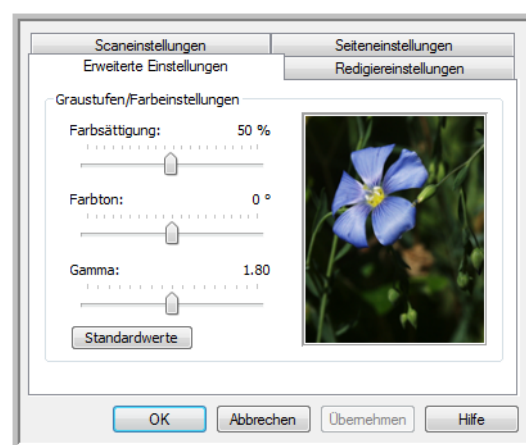 Scaneinstellungen
Seiteneinstellungen
Erweiterte Einstellungen
Redigiereinstellungen
Graustufen/Farbeinstellungen
Farbsättigung: 50 %
Farbton: 0 °
Gamma: 1.80
Standardwerte
OK
Abbrechen
Übernehmen
Hilfe